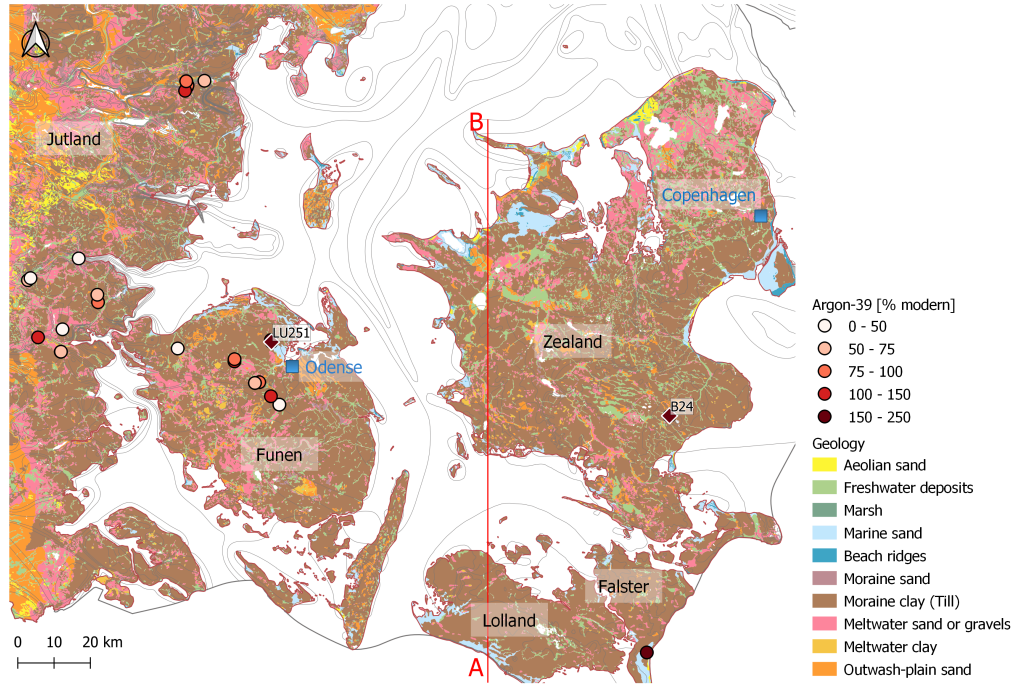 N
B
Jutland
Copenhagen
LU251
Zealand
Odense
B24
Funen
Falster
Lolland
A
0 10 20 km
Argon-39 [% modern]
0 - 50
50 - 75
75 - 100
100 - 150
150 - 250
Geology
Aeolian sand
Freshwater deposits
Marsh
Marine sand
Beach ridges
Moraine sand
Moraine clay (Till)
Meltwater sand or gravels
Meltwater clay
Outwash-plain sand